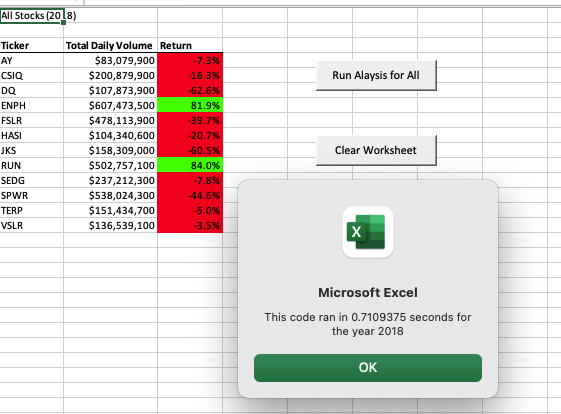 All Stocks (2018)
Ticker Total Daily Volume Return
AY $83,079,900 -7.3%
CSIQ $200,879,900 -16.3%
DQ $107,873,900 -62.6%
ENPH $607,473,500 81.9%
FSLR $478,113,900 -39.7%
HASI $104,340,600 -20.7%
JKS $158,309,000 -60.5%
RUN $502,757,100 84.0%
SEDG $237,212,300 -7.8%
SPWR $538,024,300 -44.6%
TERP $151,434,700 -5.0%
VSLR $136,539,100 -3.5%
Run Alaysis for All
Clear Worksheet
X
Microsoft Excel
This code ran in 0.7109375 seconds for
the year 2018
OK